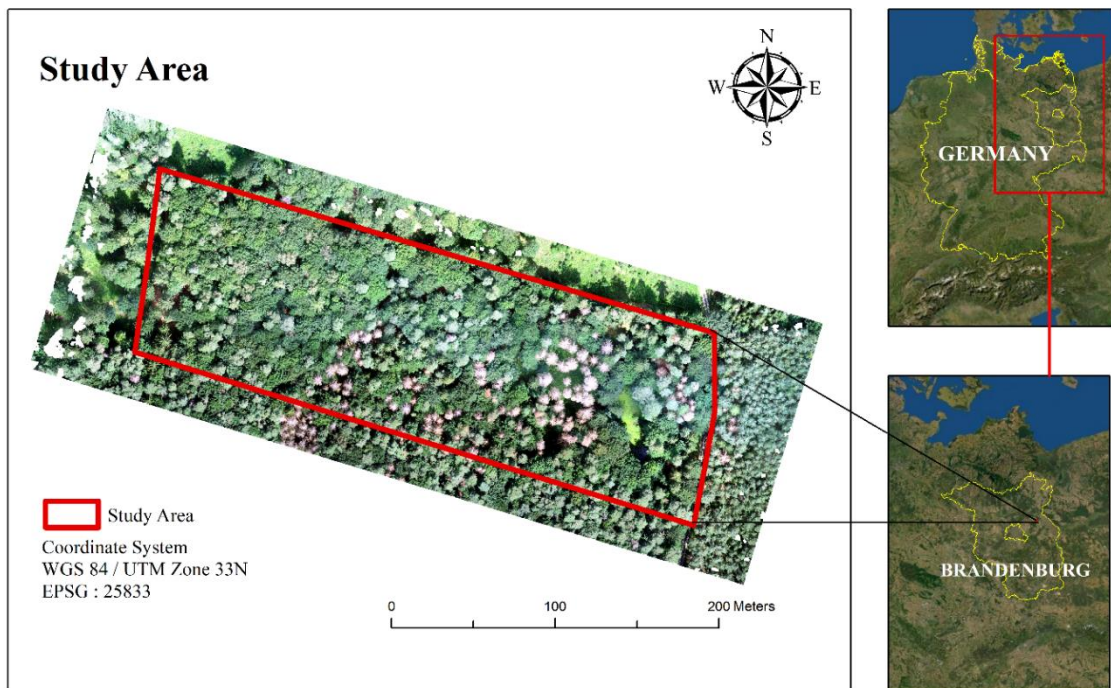 Study Area
N
W
E
S
Study Area
Coordinate System
WGS 84 / UTM Zone 33N
EPSG : 25833
0
100
200 Meters
GERMANY
BRANDENBURG